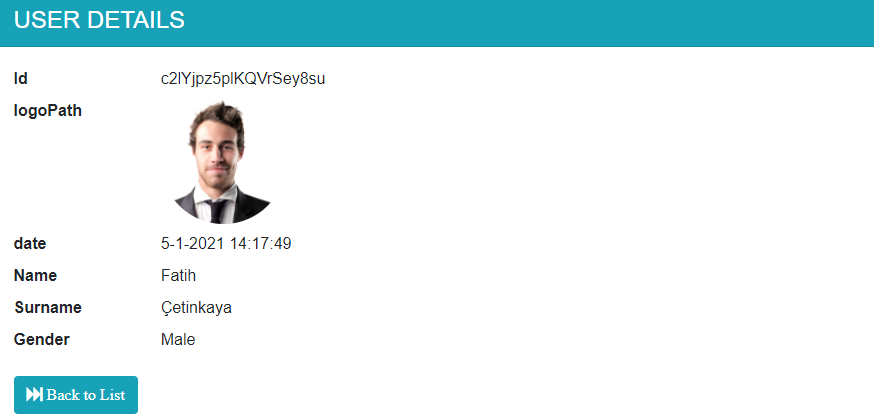 USER DETAILS
Id c2lYjpz5plKQVrSey8su
logoPath
date 5-1-2021 14:17:49
Name Fatih
Surname Çetinkaya
Gender Male
Back to List